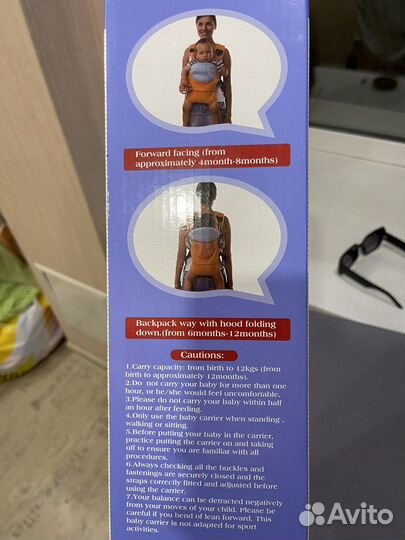 Forward facing (from
approximately 4month-8months)
Backpack way with hood folding
down.(from 6months-12months)
Cautions:
1.Carry capacity: from birth to 12kgs (from
birth to approximately 12months).
2.Do not carry your baby for more than one
hour, or he/she would feel uncomfortable.
3.Please do not carry your baby within half
an hour after feeding.
4.Only use the baby carrier when standing ,
walking or sitting.
5.Before putting your baby in the carrier,
practice putting the carrier on and taking
off to ensure you are familiar with all
procedures.
6.Always checking all the buckles and
fastenings are securely closed and the
straps correctly fitted and adjusted before
using the carrier.
7.Your balance can be detracted negatively
from your moves of your child. Please be
careful if you bend of lean forward. This
baby carrier is not adapted for sport
activities.
Avito